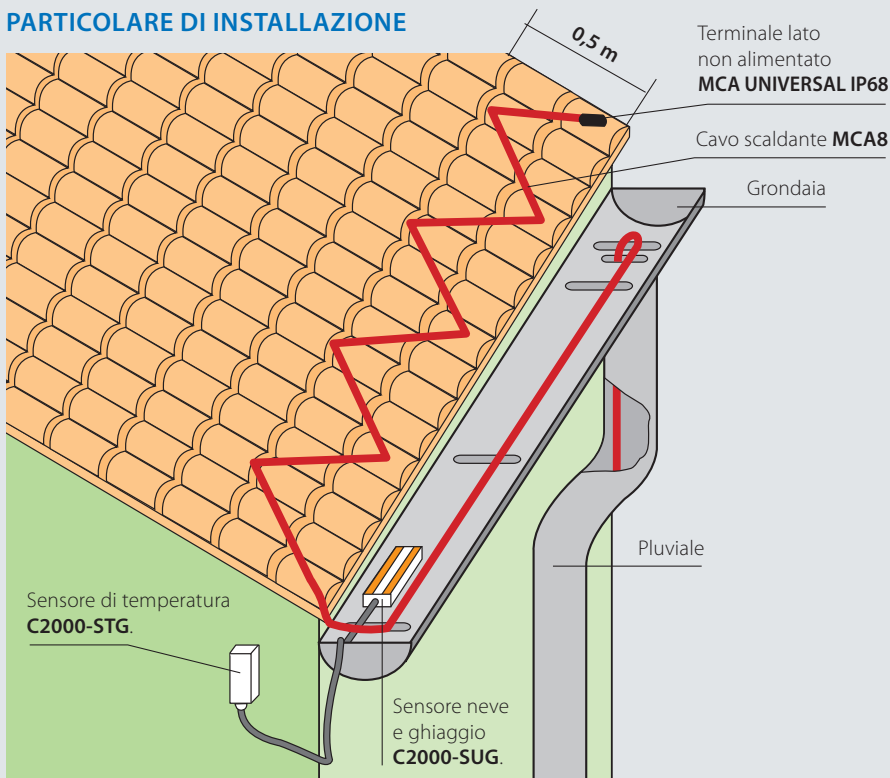 PARTICOLARE DI INSTALLAZIONE
0,5 m
Terminale lato
non alimentato
MCA UNIVERSAL IP68
Cavo scaldante MCA8
Grondaia
Pluviale
Sensore di temperatura
C2000-STG.
Sensore neve
e ghiaggio
C2000-SUG.